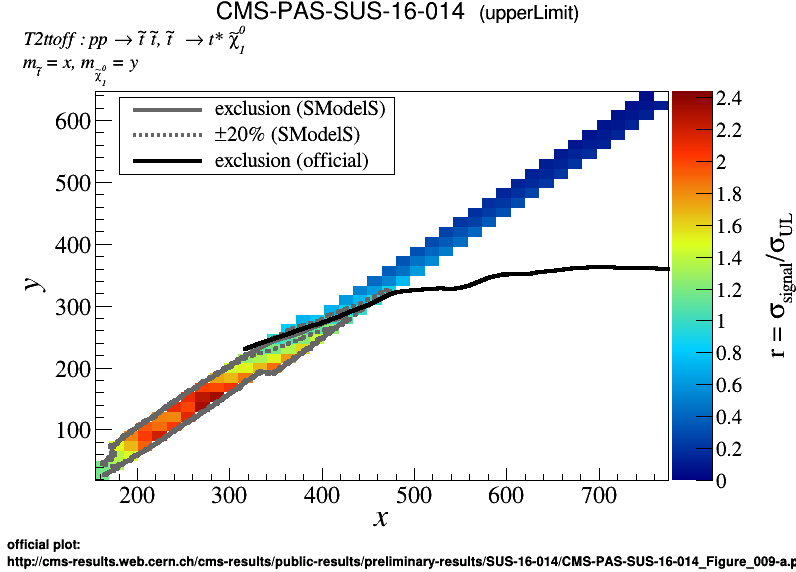 CMS-PAS-SUS-16-014 (upperLimit)
T2ttoff : pp → t̃ t̃, t̃ → t* χ̃⁰₁
m_t̃ = x, m_χ̃⁰₁ = y
exclusion (SModelS)
±20% (SModelS)
exclusion (official)
600
500
400
300
200
100
y
200 300 400 500 600 700
x
2.4
2.2
2
1.8
1.6
1.4
1.2
1
0.8
0.6
0.4
0.2
0
r = σ_signal/σ_UL
official plot:
http://cms-results.web.cern.ch/cms-results/public-results/preliminary-results/SUS-16-014/CMS-PAS-SUS-16-014_Figure_009-a.p